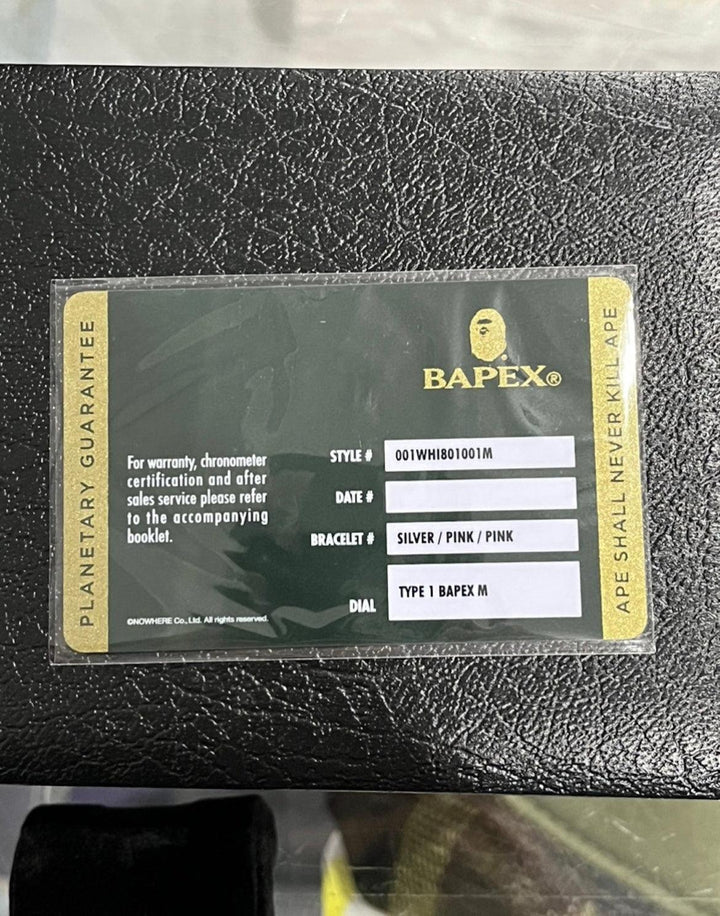 PLANETARY GUARANTEE
BAPEX®
For warranty, chronometer
certification and after
sales service please refer
to the accompanying
booklet.
©NOWHERE Co., Ltd. All rights reserved.
STYLE # 001WHI801001M
DATE #
BRACELET # SILVER / PINK / PINK
DIAL TYPE 1 BAPEX M
APE SHALL NEVER KILL APE